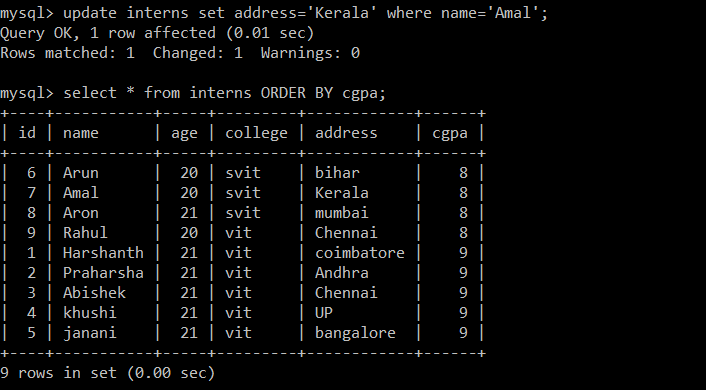 mysql> update interns set address='Kerala' where name='Amal';
Query OK, 1 row affected (0.01 sec)
Rows matched: 1  Changed: 1  Warnings: 0
mysql> select * from interns ORDER BY cgpa;
+----+-----------+-----+---------+------------+------+
| id | name      | age | college | address    | cgpa |
+----+-----------+-----+---------+------------+------+
|  6 | Arun      |  20 | svit    | bihar      |    8 |
|  7 | Amal      |  20 | svit    | Kerala     |    8 |
|  8 | Aron      |  21 | svit    | mumbai     |    8 |
|  9 | Rahul     |  20 | vit     | Chennai    |    8 |
|  1 | Harshanth |  21 | vit     | coimbatore |    9 |
|  2 | Praharsha |  21 | vit     | Andhra     |    9 |
|  3 | Abishek   |  21 | vit     | Chennai    |    9 |
|  4 | khushi    |  21 | vit     | UP         |    9 |
|  5 | janani    |  21 | vit     | bangalore  |    9 |
+----+-----------+-----+---------+------------+------+
9 rows in set (0.00 sec)